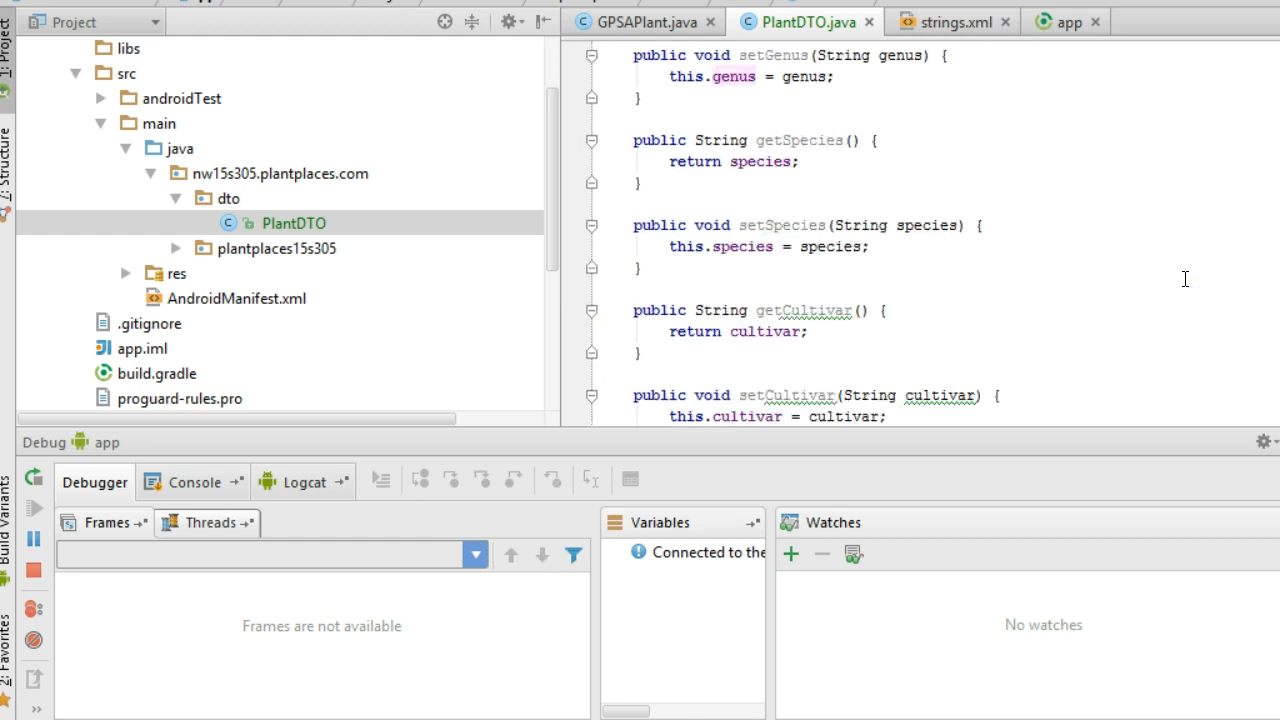 Project
GPSAPlant.java
PlantDTO.java
strings.xml
app
1: Project
7: Structure
Build Variants
2: Favorites
libs
src
androidTest
main
java
nw15s305.plantplaces.com
dto
PlantDTO
plantplaces15s305
res
AndroidManifest.xml
.gitignore
app.iml
build.gradle
proguard-rules.pro
public void setGenus(String genus) {
this.genus = genus;
}
public String getSpecies() {
return species;
}
public void setSpecies(String species) {
this.species = species;
}
public String getCultivar() {
return cultivar;
}
public void setCultivar(String cultivar) {
this.cultivar = cultivar;
Debug app
Debugger
Console
Logcat
Frames
Threads
Variables
Watches
Connected to the
Frames are not available
No watches